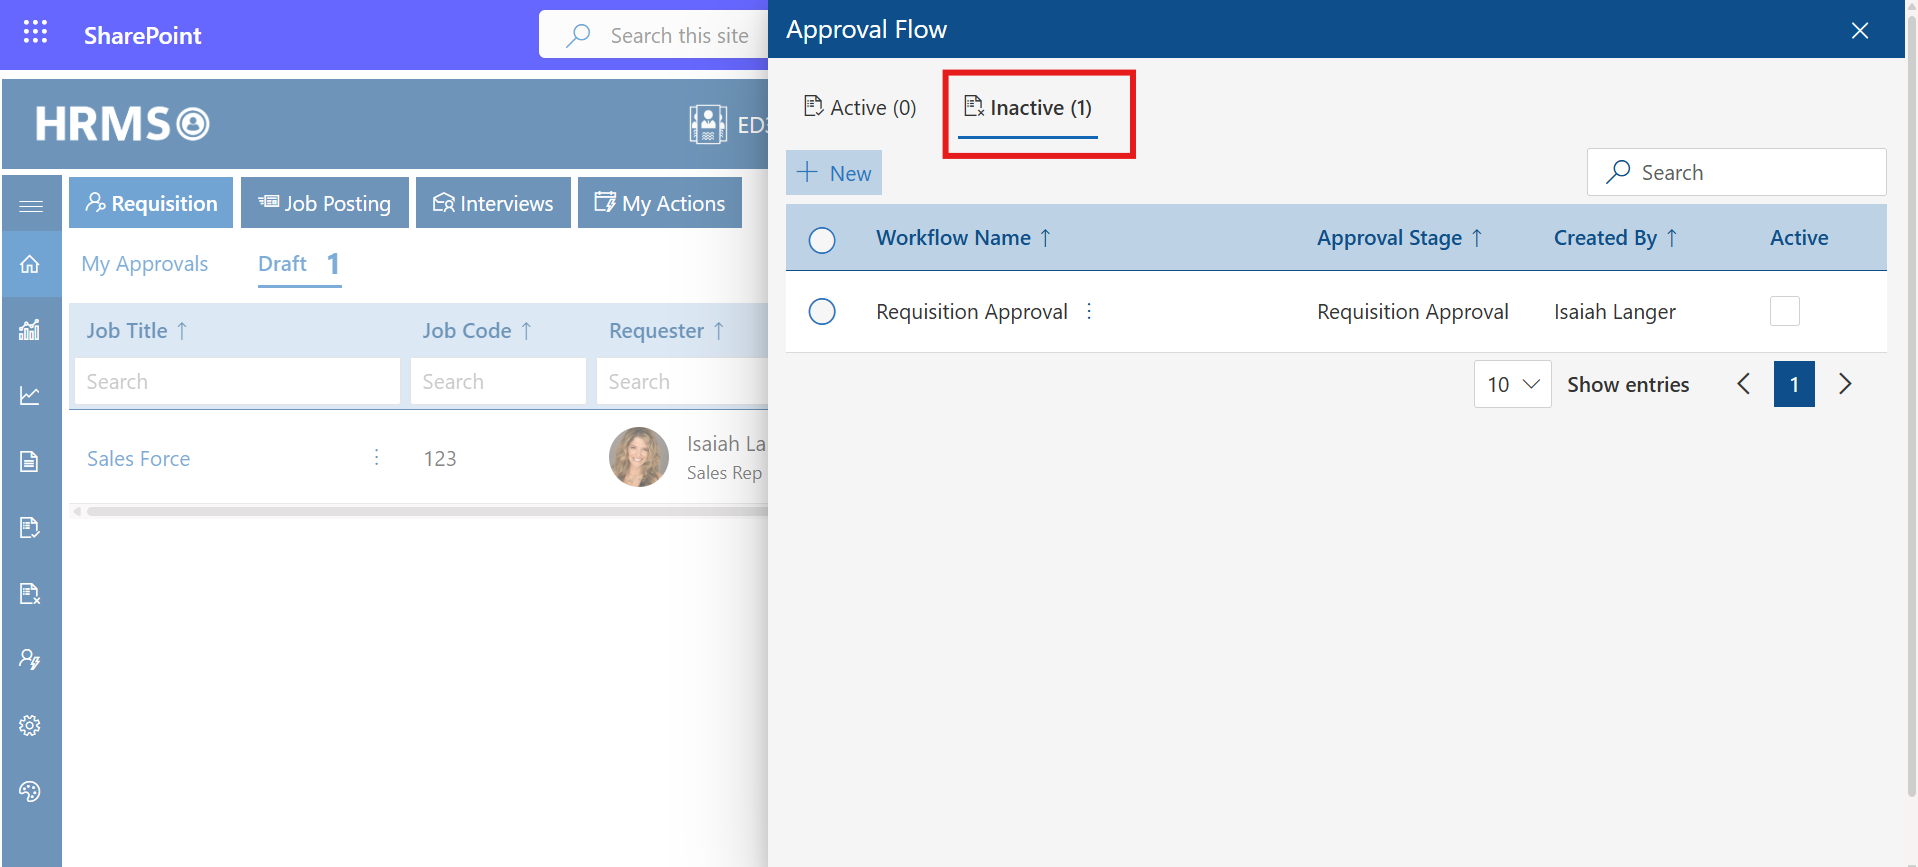 SharePoint
Search this site
HRMS
ED3
Requisition
Job Posting
Interviews
My Actions
My Approvals
Draft 1
Job Title ↑
Job Code ↑
Requester ↑
Search
Search
Search
Sales Force
123
Isaiah La
Sales Rep
Approval Flow
Active (0)
Inactive (1)
+ New
Search
Workflow Name ↑
Approval Stage ↑
Created By ↑
Active
Requisition Approval
Requisition Approval
Isaiah Langer
10
Show entries
1